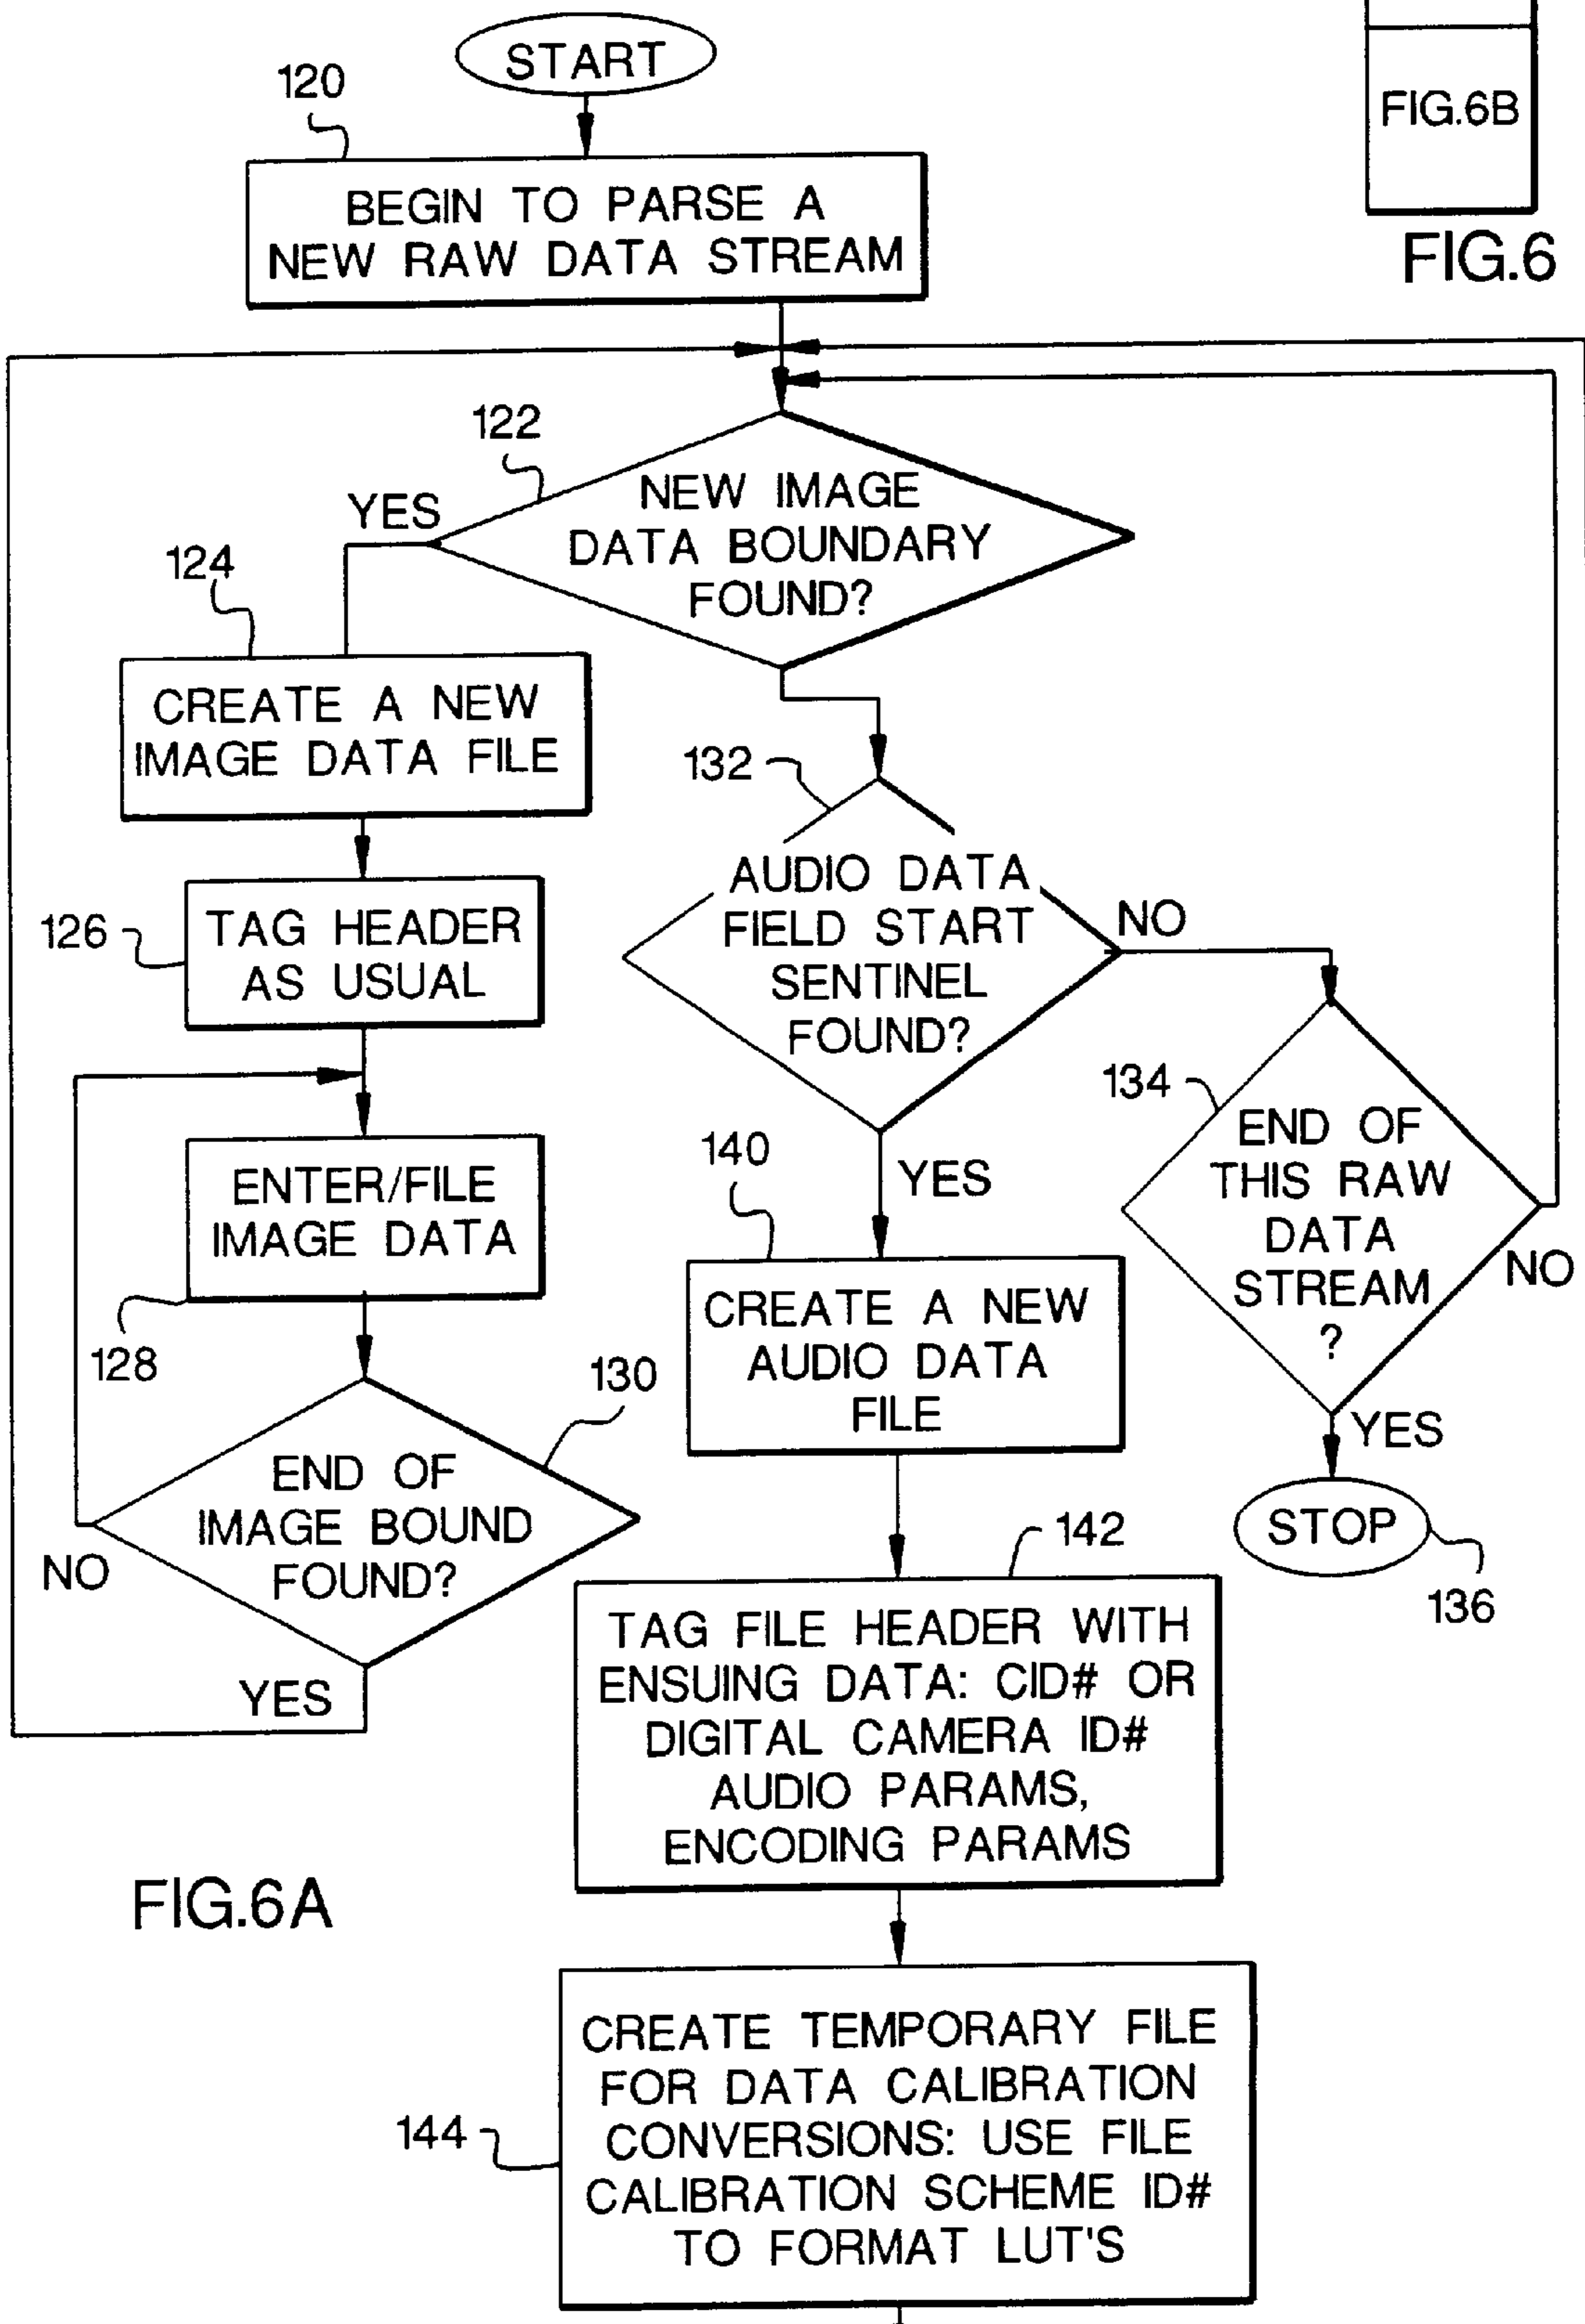 START
FIG.6B
FIG.6
120
BEGIN TO PARSE A
NEW RAW DATA STREAM
122
NEW IMAGE
DATA BOUNDARY
FOUND?
YES
124
CREATE A NEW
IMAGE DATA FILE
126
TAG HEADER
AS USUAL
ENTER/FILE
IMAGE DATA
128
130
END OF
IMAGE BOUND
FOUND?
NO
YES
132
AUDIO DATA
FIELD START
SENTINEL
FOUND?
NO
YES
134
END OF
THIS RAW
DATA
STREAM
?
NO
YES
STOP
136
140
CREATE A NEW
AUDIO DATA
FILE
142
TAG FILE HEADER WITH
ENSUING DATA: CID# OR
DIGITAL CAMERA ID#
AUDIO PARAMS,
ENCODING PARAMS
FIG.6A
144
CREATE TEMPORARY FILE
FOR DATA CALIBRATION
CONVERSIONS: USE FILE
CALIBRATION SCHEME ID#
TO FORMAT LUT'S